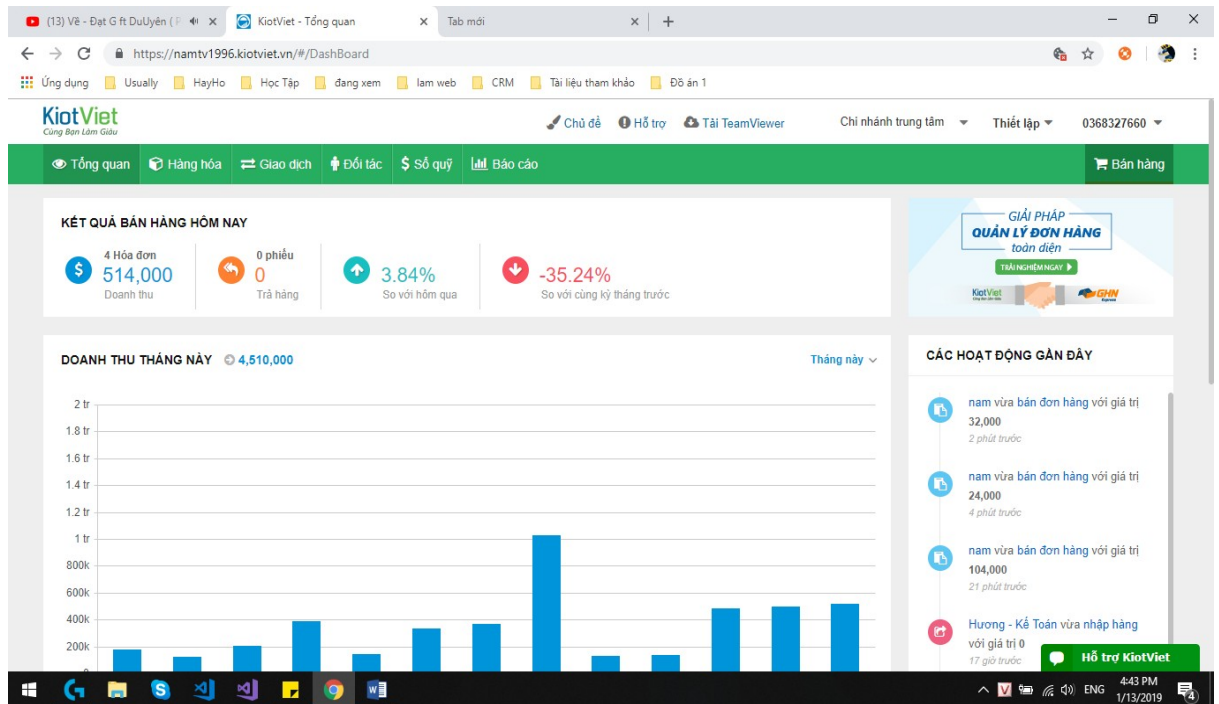 (13) Vẽ - Đạt G ft DuUyên (
KiotViet - Tổng quan
Tab mới
https://namtv1996.kiotviet.vn/#/DashBoard
Ứng dụng Usually HayHo Học Tập đang xem lam web CRM Tài liệu tham khảo Đồ án 1
KiotViet
Cùng Bạn Làm Giàu
Chủ đề Hỗ trợ Tải TeamViewer Chi nhánh trung tâm Thiết lập 0368327660
Tổng quan Hàng hóa Giao dịch Đối tác Sổ quỹ Báo cáo Bán hàng
KẾT QUẢ BÁN HÀNG HÔM NAY
4 Hóa đơn
514,000
Doanh thu
0 phiếu
0
Trả hàng
3.84%
So với hôm qua
-35.24%
So với cùng kỳ tháng trước
GIẢI PHÁP
QUẢN LÝ ĐƠN HÀNG
toàn diện
TRẢI NGHIỆM NGAY
KiotViet
GHN
DOANH THU THÁNG NÀY 4,510,000
Tháng này
2 tr
1.8 tr
1.6 tr
1.4 tr
1.2 tr
1 tr
800k
600k
400k
200k
CÁC HOẠT ĐỘNG GẦN ĐÂY
nam vừa bán đơn hàng với giá trị
32,000
2 phút trước
nam vừa bán đơn hàng với giá trị
24,000
4 phút trước
nam vừa bán đơn hàng với giá trị
104,000
21 phút trước
Hương - Kế Toán vừa nhập hàng
với giá trị 0
17 giờ trước
Hỗ trợ KiotViet
ENG
4:43 PM
1/13/2019
4